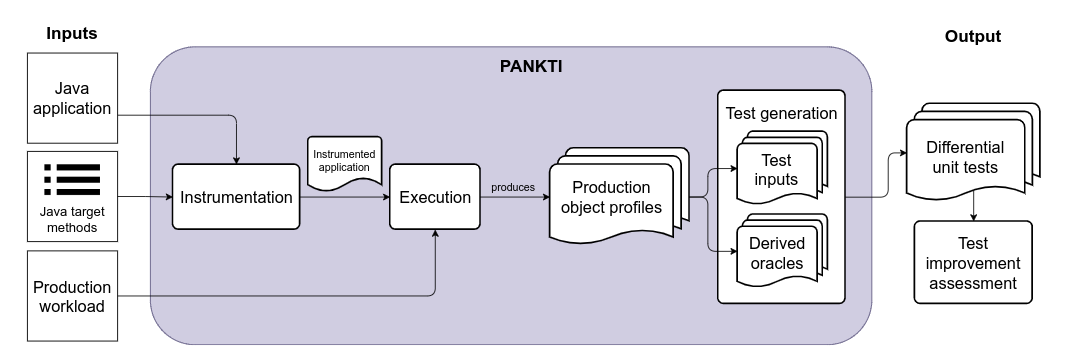 Inputs
Java
application
Java target
methods
Production
workload
PANKTI
Instrumentation
Instrumented
application
Execution
produces
Production
object profiles
Test generation
Test
inputs
Derived
oracles
Output
Differential
unit tests
Test
improvement
assessment